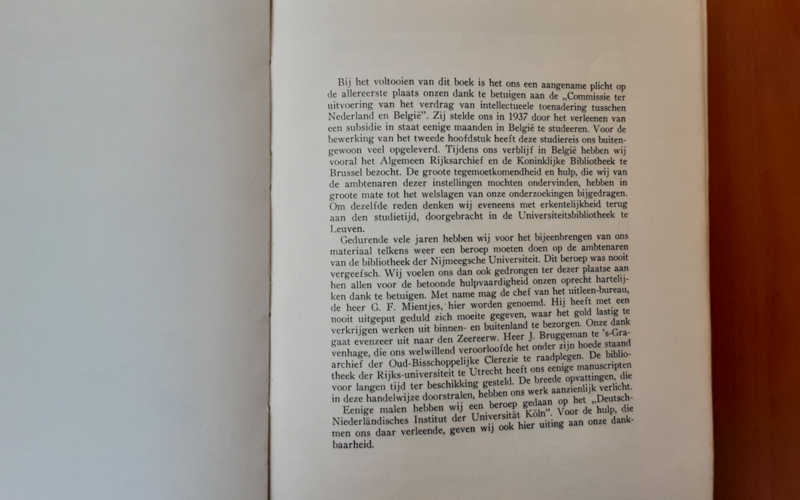 Bij het voltooien van dit boek is het ons een aangename plicht op
de allereerste plaats onzen dank te betuigen aan de „Commissie ter
uitvoering van het verdrag van intellectueele toenadering tusschen
Nederland en België”. Zij stelde ons in 1937 door het verleenen van
een subsidie in staat eenige maanden in België te studeeren. Voor de
bewerking van het tweede hoofdstuk heeft deze studiereis ons buiten-
gewoon veel opgeleverd. Tijdens ons verblijf in België hebben wij
vooral het Algemeen Rijksarchief en de Koninklijke Bibliotheek te
Brussel bezocht. De groote tegemoetkomendheid en hulp, die wij van
de ambtenaren dezer instellingen mochten ondervinden, hebben in
groote mate tot het welslagen van onze onderzoekingen bijgedragen.
Om dezelfde reden denken wij eveneens met erkentelijkheid terug
aan den studietijd, doorgebracht in de Universiteitsbibliotheek te
Leuven.
Gedurende vele jaren hebben wij voor het bijeenbrengen van ons
materiaal telkens weer een beroep moeten doen op de ambtenaren
van de bibliotheek der Nijmeegsche Universiteit. Dit beroep was nooit
vergeefsch. Wij voelen ons dan ook gedrongen ter dezer plaatse aan
hen allen voor de betoonde hulpvaardigheid onzen oprecht hartelij-
ken dank te betuigen. Met name mag de chef van het uitleen-bureau,
de heer G. F. Mientjes, hier worden genoemd. Hij heeft met een
nooit uitgeput geduld zich moeite gegeven, waar het gold lastig te
verkrijgen werken uit binnen- en buitenland te bezorgen. Onze dank
gaat evenzeer uit naar den Zeereerw. Heer J. Bruggeman te 's-Gra-
venhage, die ons welwillend veroorloofde het onder zijn hoede staand
archief der Oud-Bisschoppelijke Clerezie te raadplegen. De biblio-
theek der Rijks-universiteit te Utrecht heeft ons eenige manuscripten
voor langen tijd ter beschikking gesteld. De breede opvattingen, die
in deze handelwijze doorstralen, hebben ons werk aanzienlijk verlicht.
Eenige malen hebben wij een beroep gedaan op het „Deutsch-
Niederländisches Institut der Universität Köln”. Voor de hulp, die
men ons daar verleende, geven wij ook hier uiting aan onze dank-
baarheid.